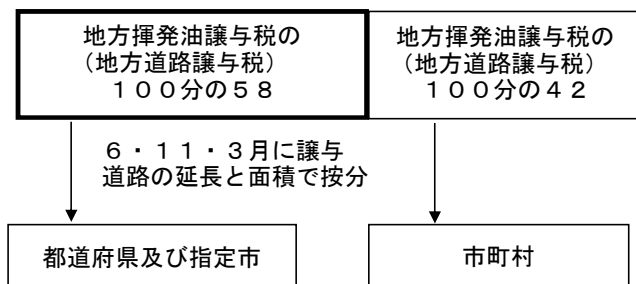 地方揮発油譲与税の
（地方道路譲与税）
１００分の５８
地方揮発油譲与税の
（地方道路譲与税）
１００分の４２
６・１１・３月に譲与
道路の延長と面積で按分
都道府県及び指定市
市町村